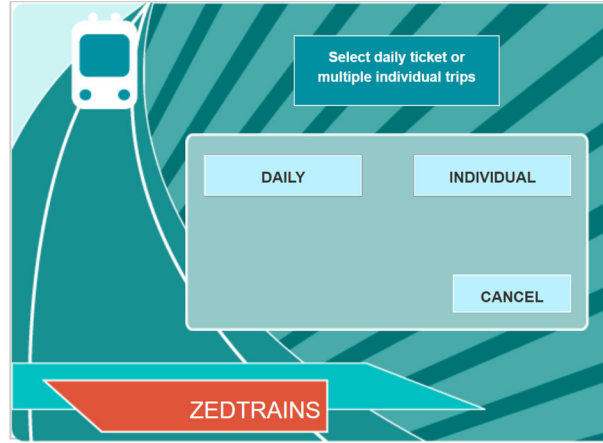 Select daily ticket or
multiple individual trips
DAILY
INDIVIDUAL
CANCEL
ZEDTRAINS